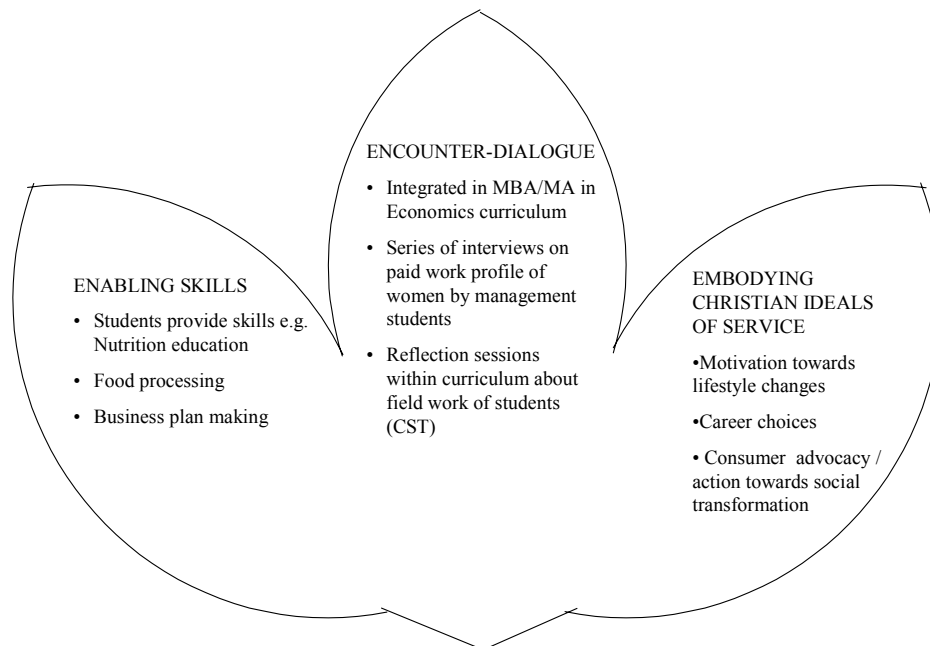 ENCOUNTER-DIALOGUE
• Integrated in MBA/MA in
Economics curriculum
• Series of interviews on
paid work profile of
women by management
students
• Reflection sessions
within curriculum about
field work of students
(CST)
ENABLING SKILLS
• Students provide skills e.g.
Nutrition education
• Food processing
• Business plan making
EMBODYING
CHRISTIAN IDEALS
OF SERVICE
•Motivation towards
lifestyle changes
•Career choices
• Consumer advocacy /
action towards social
transformation